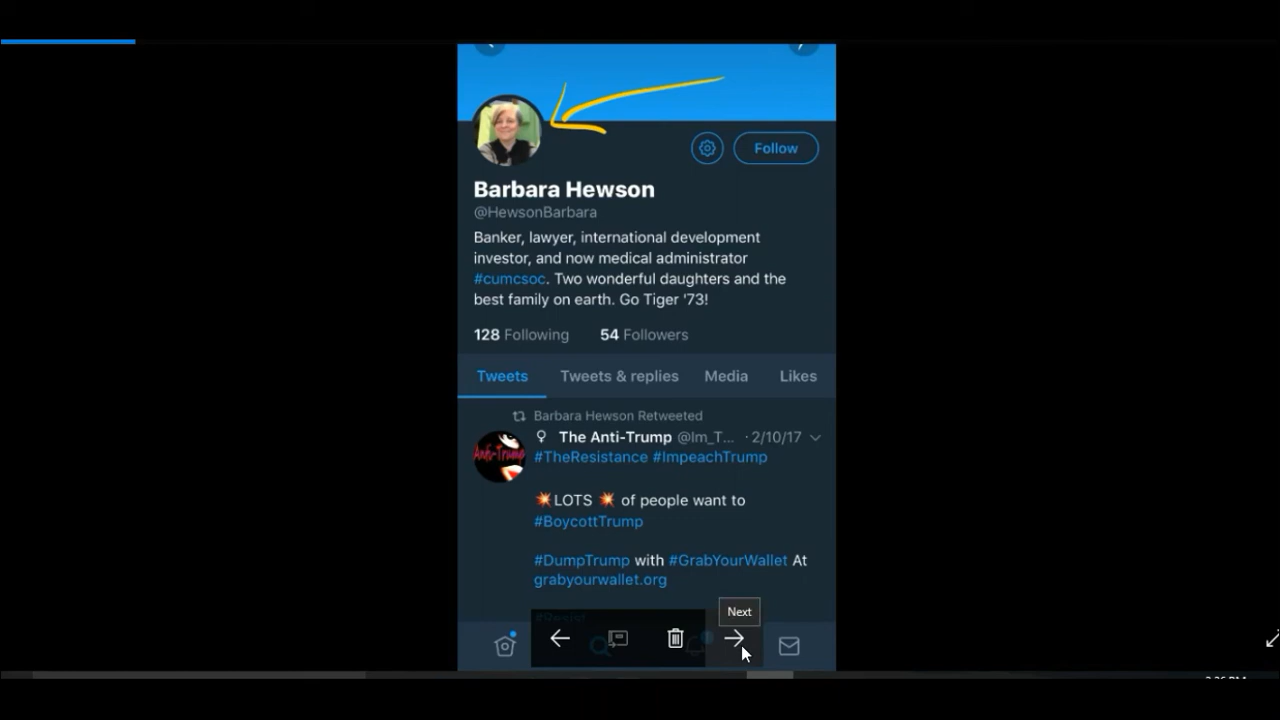 Follow
Barbara Hewson
@HewsonBarbara
Banker, lawyer, international development
investor, and now medical administrator
#cumcsoc. Two wonderful daughters and the
best family on earth. Go Tiger '73!
128 Following 54 Followers
Tweets Tweets & replies Media Likes
Barbara Hewson Retweeted
The Anti-Trump @Im_T... · 2/10/17
Anti-Trump
#TheResistance #ImpeachTrump
💥LOTS 💥 of people want to
#BoycottTrump
#DumpTrump with #GrabYourWallet At
grabyourwallet.org
Next